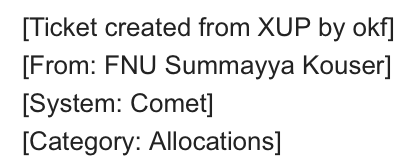 [Ticket created from XUP by okf]
[From: FNU Summayya Kouser]
[System: Comet]
[Category: Allocations]